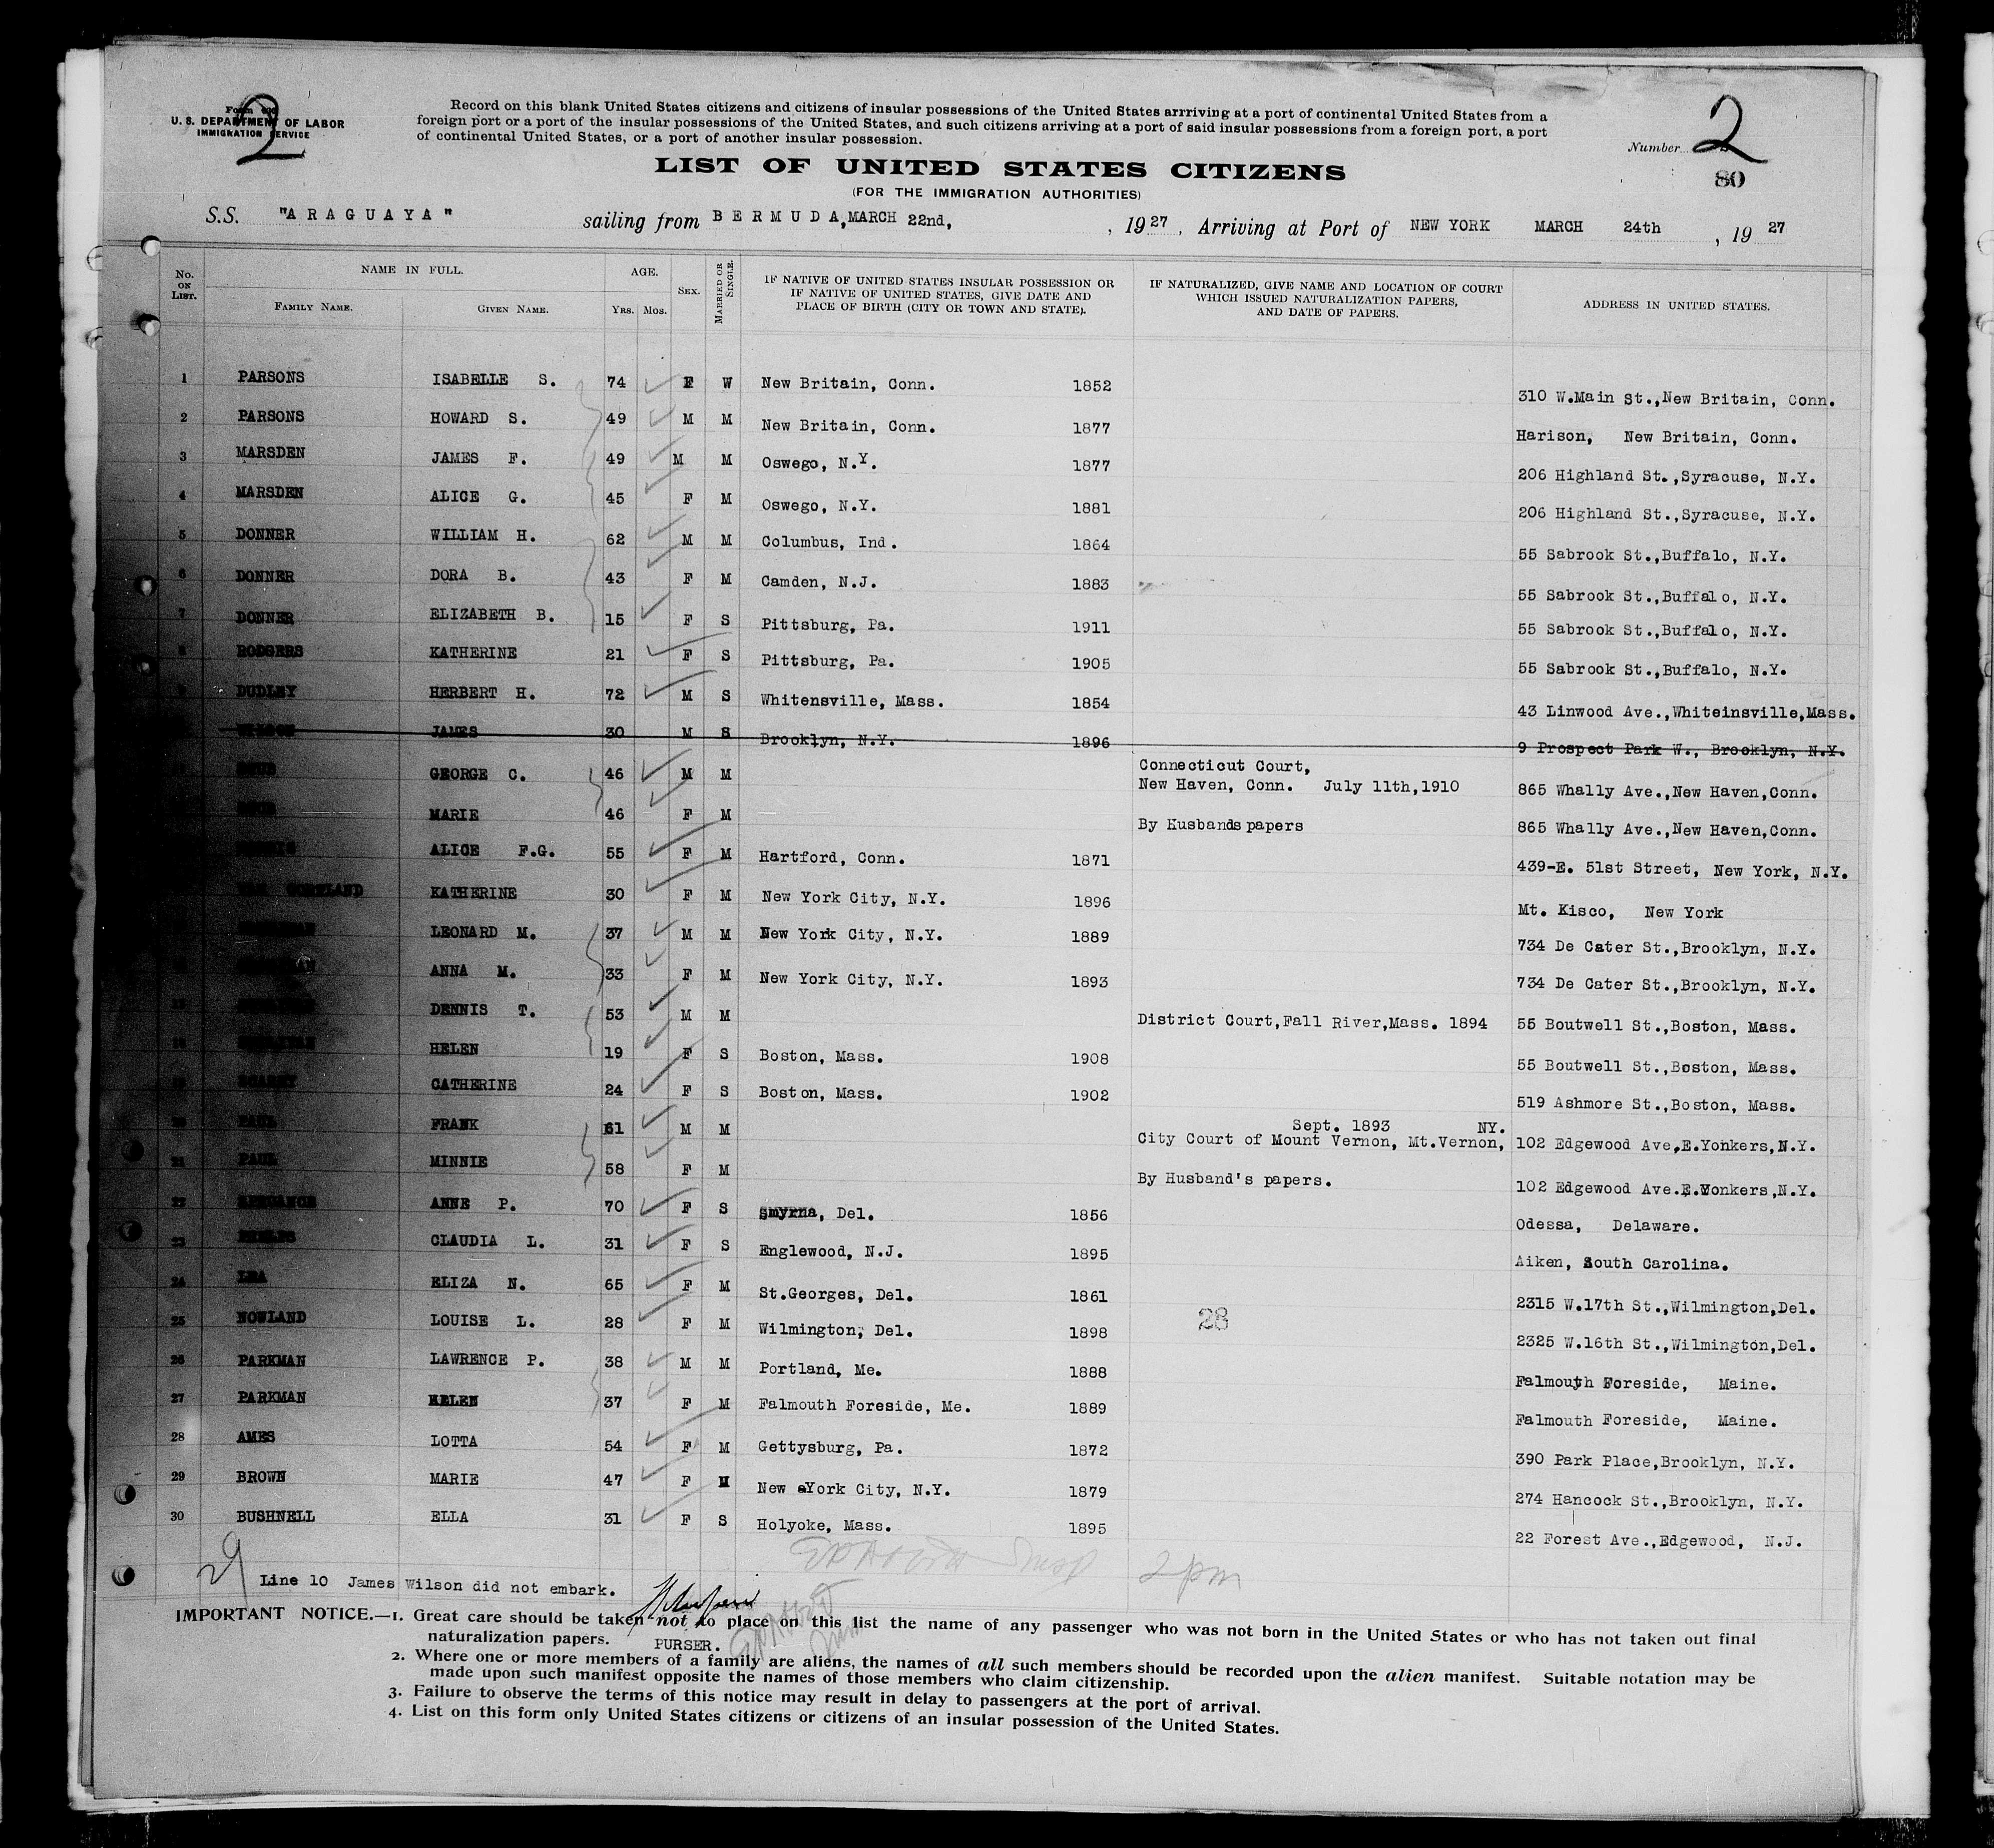 Form 630
U. S. DEPARTMENT OF LABOR
IMMIGRATION SERVICE
2
Record on this blank United States citizens and citizens of insular possessions of the United States arrriving at a port of continental United States from a
foreign port or a port of the insular possessions of the United States, and such citizens arriving at a port of said insular possessions from a foreign port, a port
of continental United States, or a port of another insular possession.
Number 2
80
LIST OF UNITED STATES CITIZENS
(FOR THE IMMIGRATION AUTHORITIES)
S.S. "ARAGUAYA" sailing from BERMUDA, MARCH 22nd, , 1927, Arriving at Port of NEW YORK MARCH 24th , 1927
No. ON LIST. NAME IN FULL. FAMILY NAME. GIVEN NAME. AGE. YRS. MOS. SEX. MARRIED OR SINGLE. IF NATIVE OF UNITED STATES INSULAR POSSESSION OR IF NATIVE OF UNITED STATES, GIVE DATE AND PLACE OF BIRTH (CITY OR TOWN AND STATE). IF NATURALIZED, GIVE NAME AND LOCATION OF COURT WHICH ISSUED NATURALIZATION PAPERS, AND DATE OF PAPERS. ADDRESS IN UNITED STATES.
1 PARSONS ISABELLE S. 74 F W New Britain, Conn. 1852 310 W.Main St.,New Britain, Conn.
2 PARSONS HOWARD S. 49 M M New Britain, Conn. 1877 Harison, New Britain, Conn.
3 MARSDEN JAMES F. 49 M M Oswego, N.Y. 1877 206 Highland St.,Syracuse, N.Y.
4 MARSDEN ALICE G. 45 F M Oswego, N.Y. 1881 206 Highland St.,Syracuse, N.Y.
5 DONNER WILLIAM H. 62 M M Columbus, Ind. 1864 55 Sabrook St.,Buffalo, N.Y.
6 DONNER DORA B. 43 F M Camden, N.J. 1883 55 Sabrook St.,Buffalo, N.Y.
7 DONNER ELIZABETH B. 15 F S Pittsburg, Pa. 1911 55 Sabrook St.,Buffalo, N.Y.
8 RODGERS KATHERINE 21 F S Pittsburg, Pa. 1905 55 Sabrook St.,Buffalo, N.Y.
9 DUDLEY HERBERT H. 72 M S Whitensville, Mass. 1854 43 Linwood Ave.,Whiteinsville,Mass.
WILSON JAMES 30 M S Brooklyn, N.Y. 1896 9 Prospect Park W., Brooklyn, N.Y.
GEORGE C. 46 M M Connecticut Court, New Haven, Conn. July 11th,1910 865 Whally Ave.,New Haven,Conn.
MARIE 46 F M By Kusbands papers 865 Whally Ave.,New Haven,Conn.
ALICE F.G. 55 F M Hartford, Conn. 1871 439-E. 51st Street, New York, N.Y.
KATHERINE 30 F M New York City, N.Y. 1896 Mt. Kisco, New York
LEONARD M. 37 M M New York City, N.Y. 1889 734 De Cater St.,Brooklyn, N.Y.
ANNA M. 33 F M New York City, N.Y. 1893 734 De Cater St.,Brooklyn, N.Y.
DENNIS T. 53 M M District Court,Fall River,Mass. 1894 55 Boutwell St.,Boston, Mass.
18 HELEN 19 F S Boston, Mass. 1908 55 Boutwell St.,Boston, Mass.
19 CATHERINE 24 F S Boston, Mass. 1902 519 Ashmore St.,Boston, Mass.
20 PAUL FRANK 61 M M Sept. 1893 NY. City Court of Mount Vernon, Mt.Vernon, 102 Edgewood Ave,E.Yonkers,N.Y.
21 PAUL MINNIE 58 F M By Husband's papers. 102 Edgewood Ave.E.Yonkers,N.Y.
22 ANNE P. 70 F S Smyrna, Del. 1856 Odessa, Delaware.
23 CLAUDIA L. 31 F S Englewood, N.J. 1895 Aiken, South Carolina.
24 LEA ELIZA N. 65 F M St.Georges, Del. 1861 2315 W.17th St.,Wilmington,Del.
25 NOWLAND LOUISE L. 28 F M Wilmington, Del. 1898 28 2325 W.16th St.,Wilmington,Del.
26 PARKMAN LAWRENCE P. 38 M M Portland, Me. 1888 Falmouth Foreside, Maine.
27 PARKMAN HELEN 37 F M Falmouth Foreside, Me. 1889 Falmouth Foreside, Maine.
28 AMES LOTTA 54 F M Gettysburg, Pa. 1872 390 Park Place,Brooklyn, N.Y.
29 BROWN MARIE 47 F M New York City, N.Y. 1879 274 Hancock St.,Brooklyn, N.Y.
30 BUSHNELL ELLA 31 F S Holyoke, Mass. 1895 22 Forest Ave.,Edgewood, N.J.
29
2 pm
Line 10 James Wilson did not embark.
PURSER.
IMPORTANT NOTICE.—1. Great care should be taken not to place on this list the name of any passenger who was not born in the United States or who has not taken out final
naturalization papers.
2. Where one or more members of a family are aliens, the names of all such members should be recorded upon the alien manifest. Suitable notation may be
made upon such manifest opposite the names of those members who claim citizenship.
3. Failure to observe the terms of this notice may result in delay to passengers at the port of arrival.
4. List on this form only United States citizens or citizens of an insular possession of the United States.